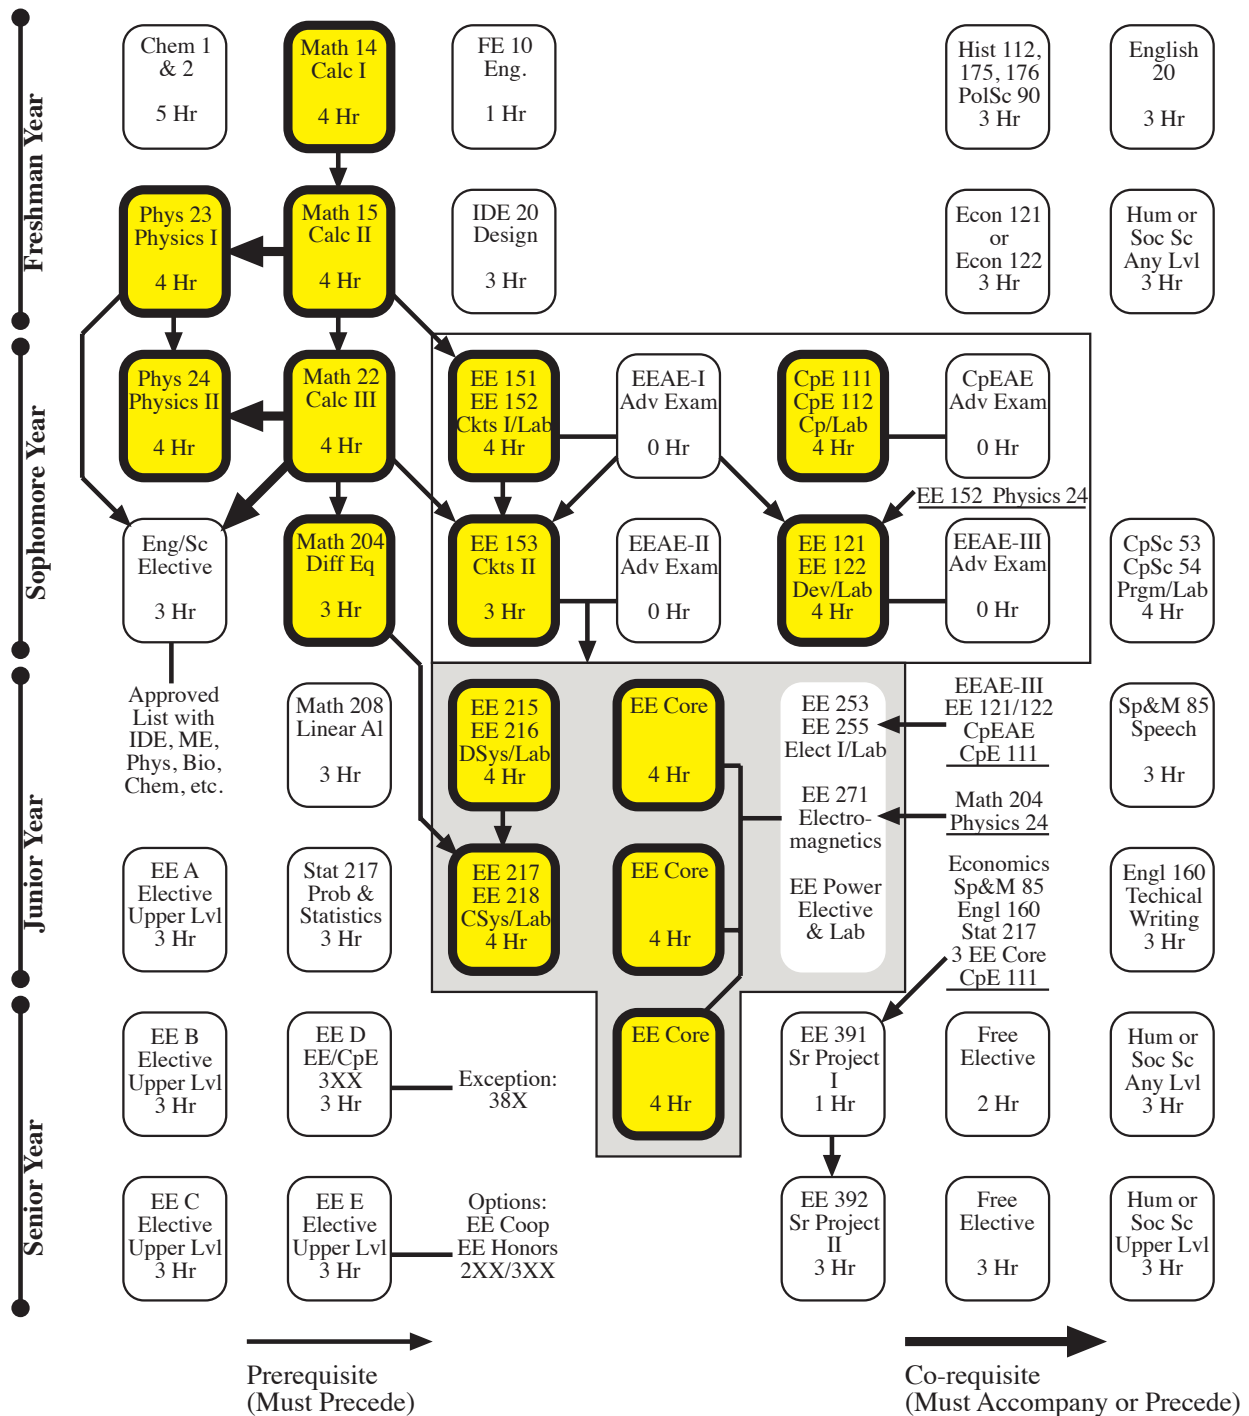 Freshman Year
Chem 1
& 2
5 Hr
Math 14
Calc I
4 Hr
FE 10
Eng.
1 Hr
Hist 112,
175, 176
PolSc 90
3 Hr
English
20
3 Hr
Phys 23
Physics I
4 Hr
Math 15
Calc II
4 Hr
IDE 20
Design
3 Hr
Econ 121
or
Econ 122
3 Hr
Hum or
Soc Sc
Any Lvl
3 Hr
Sophomore Year
Phys 24
Physics II
4 Hr
Math 22
Calc III
4 Hr
EE 151
EE 152
Ckts I/Lab
4 Hr
EEAE-I
Adv Exam
0 Hr
CpE 111
CpE 112
Cp/Lab
4 Hr
CpEAE
Adv Exam
0 Hr
EE 152 Physics 24
Eng/Sc
Elective
3 Hr
Math 204
Diff Eq
3 Hr
EE 153
Ckts II
3 Hr
EEAE-II
Adv Exam
0 Hr
EE 121
EE 122
Dev/Lab
4 Hr
EEAE-III
Adv Exam
0 Hr
CpSc 53
CpSc 54
Prgm/Lab
4 Hr
Junior Year
Approved
List with
IDE, ME,
Phys, Bio,
Chem, etc.
Math 208
Linear Al
3 Hr
EE 215
EE 216
DSys/Lab
4 Hr
EE Core
4 Hr
EE 253
EE 255
Elect I/Lab
EE 271
Electro-
magnetics
EE Power
Elective
& Lab
EEAE-III
EE 121/122
CpEAE
CpE 111
Math 204
Physics 24
Sp&M 85
Speech
3 Hr
EE A
Elective
Upper Lvl
3 Hr
Stat 217
Prob &
Statistics
3 Hr
EE 217
EE 218
CSys/Lab
4 Hr
EE Core
4 Hr
Economics
Sp&M 85
Engl 160
Stat 217
3 EE Core
CpE 111
Engl 160
Techical
Writing
3 Hr
Senior Year
EE B
Elective
Upper Lvl
3 Hr
EE D
EE/CpE
3XX
3 Hr
Exception:
38X
EE Core
4 Hr
EE 391
Sr Project
I
1 Hr
Free
Elective
2 Hr
Hum or
Soc Sc
Any Lvl
3 Hr
EE C
Elective
Upper Lvl
3 Hr
EE E
Elective
Upper Lvl
3 Hr
Options:
EE Coop
EE Honors
2XX/3XX
EE 392
Sr Project
II
3 Hr
Free
Elective
3 Hr
Hum or
Soc Sc
Upper Lvl
3 Hr
Prerequisite
(Must Precede)
Co-requisite
(Must Accompany or Precede)